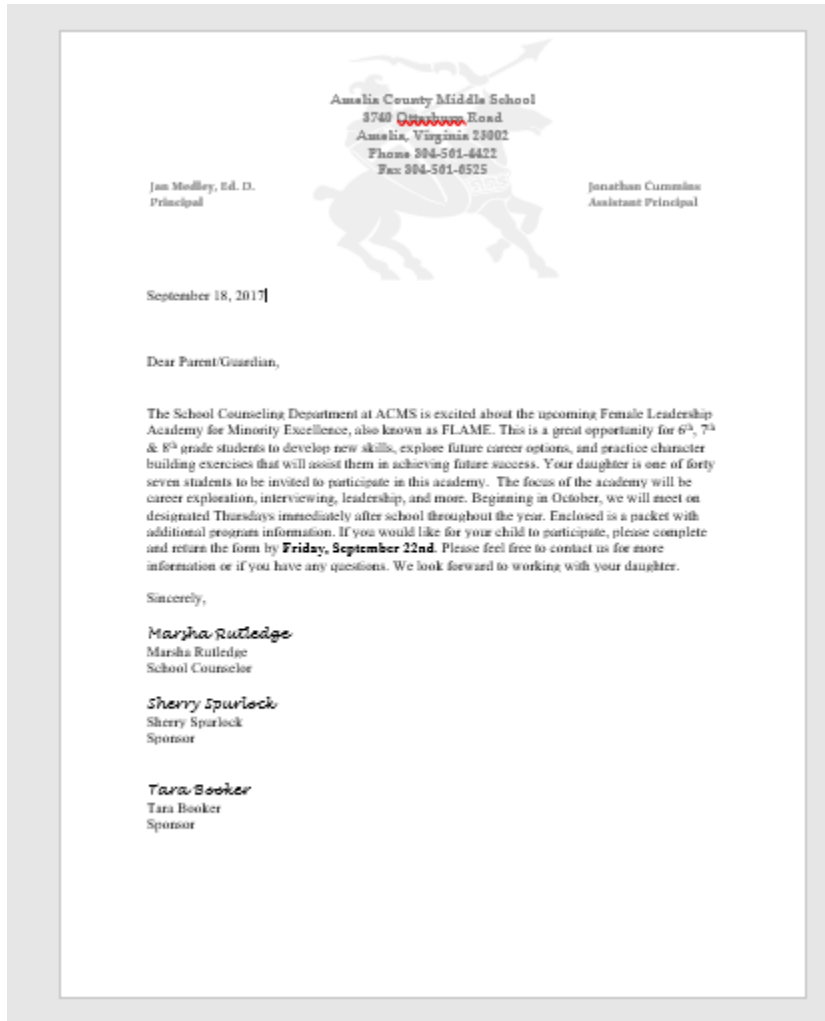 Amelia County Middle School
8740 Otterburn Road
Amelia, Virginia 23002
Phone 804-561-4422
Fax 804-561-6525
Jan Medley, Ed. D.
Principal
Jonathan Cummins
Assistant Principal
September 18, 2017
Dear Parent/Guardian,
The School Counseling Department at ACMS is excited about the upcoming Female Leadership
Academy for Minority Excellence, also known as FLAME. This is a great opportunity for 6th, 7th
& 8th grade students to develop new skills, explore future career options, and practice character
building exercises that will assist them in achieving future success. Your daughter is one of forty
seven students to be invited to participate in this academy. The focus of the academy will be
career exploration, interviewing, leadership, and more. Beginning in October, we will meet on
designated Thursdays immediately after school throughout the year. Enclosed is a packet with
additional program information. If you would like for your child to participate, please complete
and return the form by Friday, September 22nd. Please feel free to contact us for more
information or if you have any questions. We look forward to working with your daughter.
Sincerely,
Marsha Rutledge
Marsha Rutledge
School Counselor
Sherry Spurlock
Sherry Spurlock
Sponsor
Tara Booker
Tara Booker
Sponsor